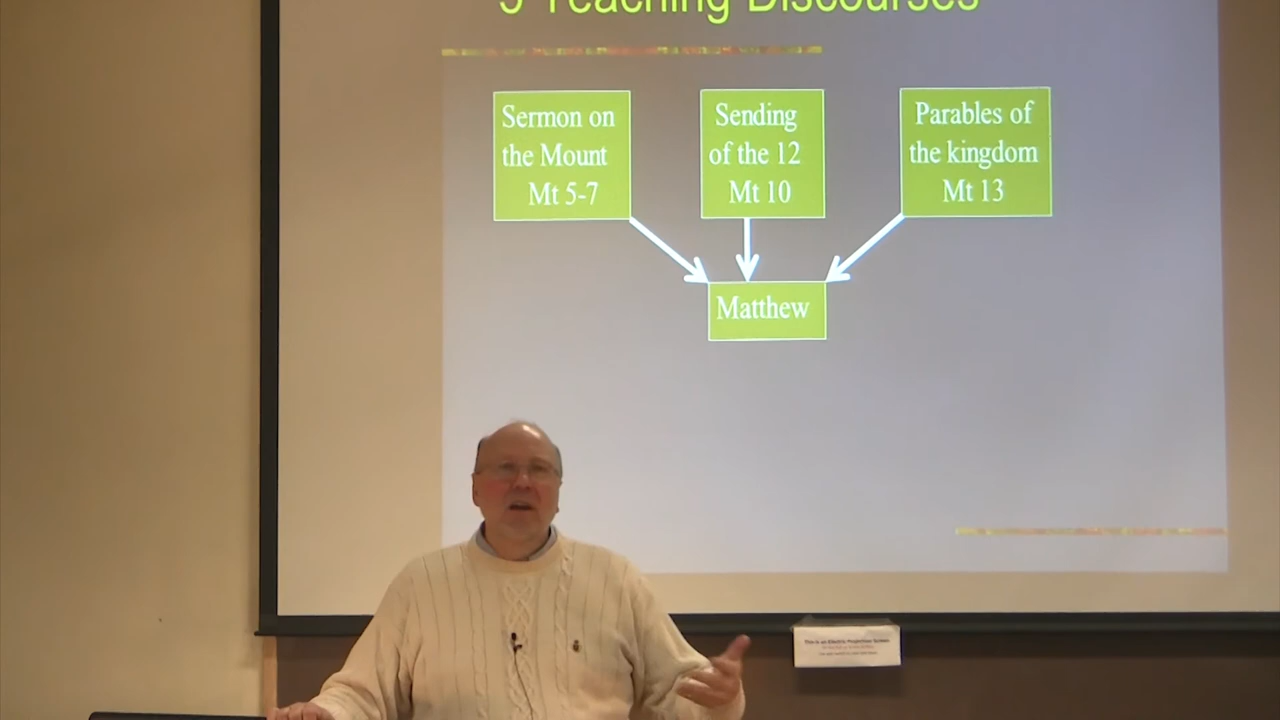 5 Teaching Discourses
Sermon on
the Mount
Mt 5-7
Sending
of the 12
Mt 10
Parables of
the kingdom
Mt 13
Matthew
This is an Electric Projection Screen